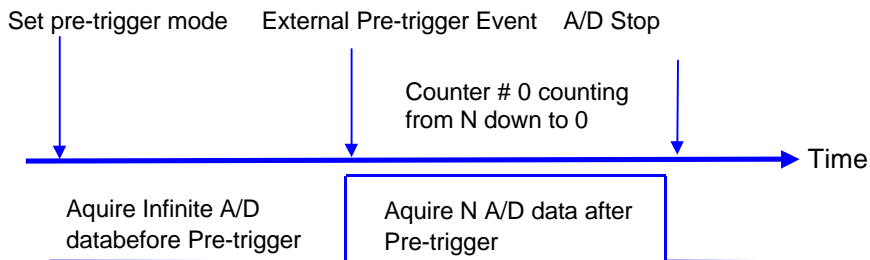 Set pre-trigger mode
External Pre-trigger Event
A/D Stop
Counter # 0 counting
from N down to 0
Time
Aquire Infinite A/D
databefore Pre-trigger
Aquire N A/D data after
Pre-trigger